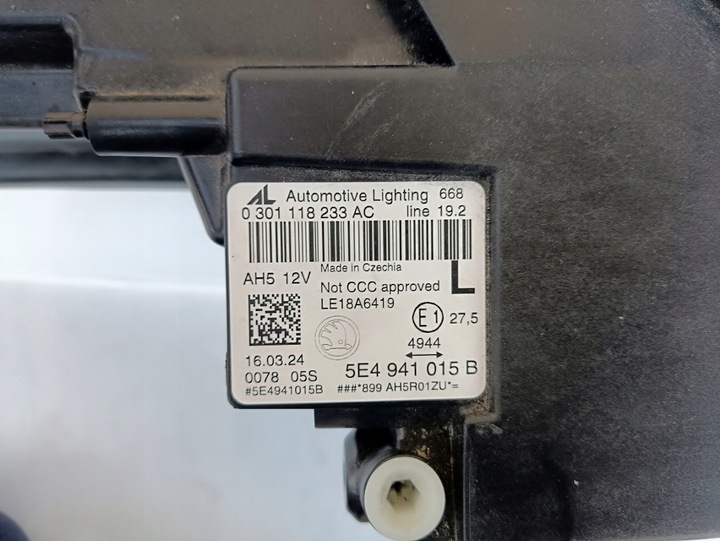 AL Automotive Lighting 668
0 301 118 233 AC line 19.2
AH5 12V Made in Czechia
Not CCC approved L
LE18A6419
E1 27,5
4944
16.03.24
0078 05S 5E4 941 015 B
#5E4941015B ###*899 AH5R01ZU*=